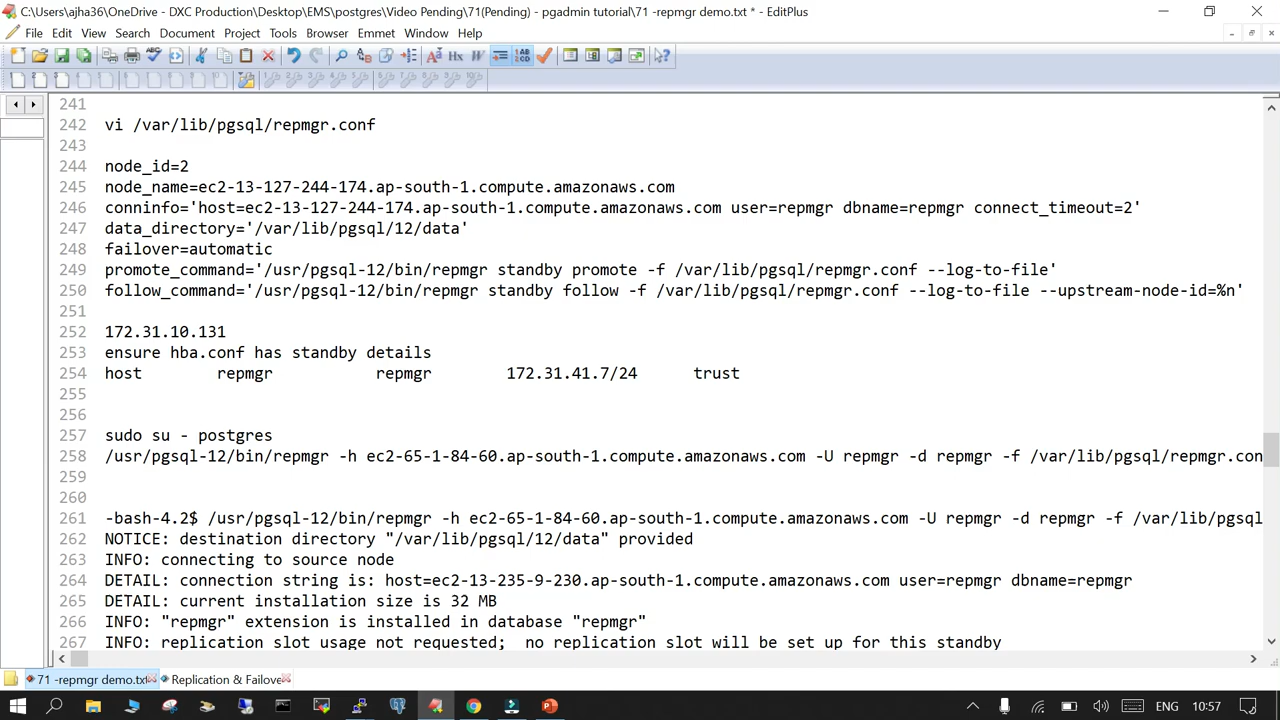 C:\Users\ajha36\OneDrive - DXC Production\Desktop\EMS\postgres\Video Pending\71(Pending) - pgadmin tutorial\71 -repmgr demo.txt * - EditPlus
File Edit View Search Document Project Tools Browser Emmet Window Help
241
242 vi /var/lib/pgsql/repmgr.conf
243
244 node_id=2
245 node_name=ec2-13-127-244-174.ap-south-1.compute.amazonaws.com
246 conninfo='host=ec2-13-127-244-174.ap-south-1.compute.amazonaws.com user=repmgr dbname=repmgr connect_timeout=2'
247 data_directory='/var/lib/pgsql/12/data'
248 failover=automatic
249 promote_command='/usr/pgsql-12/bin/repmgr standby promote -f /var/lib/pgsql/repmgr.conf --log-to-file'
250 follow_command='/usr/pgsql-12/bin/repmgr standby follow -f /var/lib/pgsql/repmgr.conf --log-to-file --upstream-node-id=%n'
251
252 172.31.10.131
253 ensure hba.conf has standby details
254 host repmgr repmgr 172.31.41.7/24 trust
255
256
257 sudo su - postgres
258 /usr/pgsql-12/bin/repmgr -h ec2-65-1-84-60.ap-south-1.compute.amazonaws.com -U repmgr -d repmgr -f /var/lib/pgsql/repmgr.con
259
260
261 -bash-4.2$ /usr/pgsql-12/bin/repmgr -h ec2-65-1-84-60.ap-south-1.compute.amazonaws.com -U repmgr -d repmgr -f /var/lib/pgsql
262 NOTICE: destination directory "/var/lib/pgsql/12/data" provided
263 INFO: connecting to source node
264 DETAIL: connection string is: host=ec2-13-235-9-230.ap-south-1.compute.amazonaws.com user=repmgr dbname=repmgr
265 DETAIL: current installation size is 32 MB
266 INFO: "repmgr" extension is installed in database "repmgr"
267 INFO: replication slot usage not requested;  no replication slot will be set up for this standby
71 -repmgr demo.txt Replication & Failove
ENG 10:57